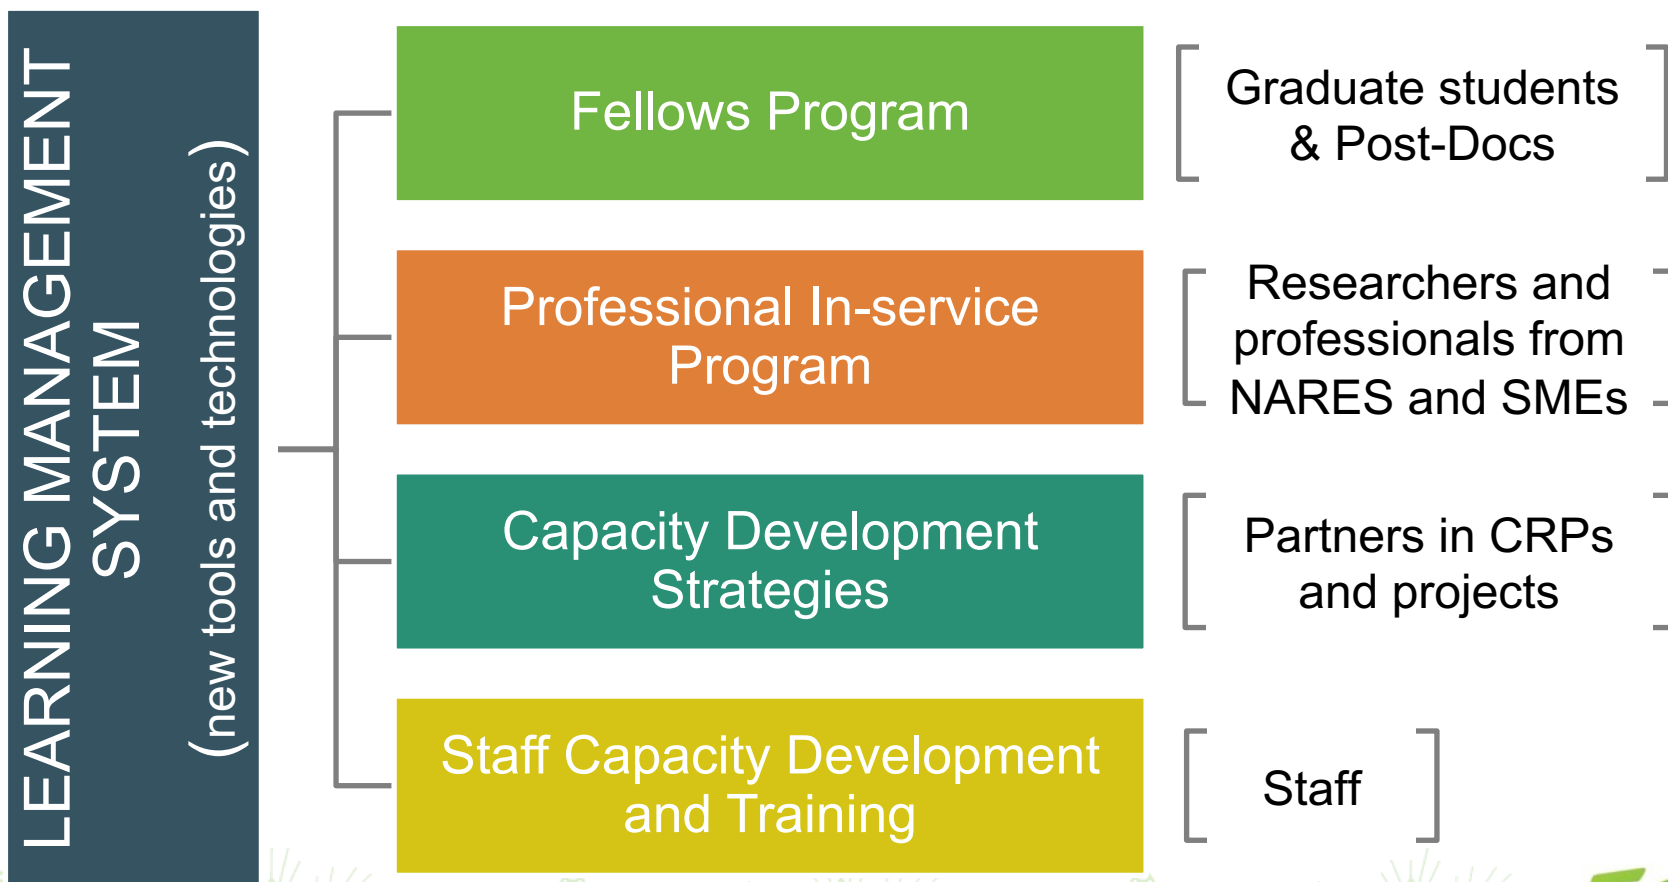 LEARNING MANAGEMENT
SYSTEM
(new tools and technologies)
Fellows Program
Graduate students
& Post-Docs
Professional In-service
Program
Researchers and
professionals from
NARES and SMEs
Capacity Development
Strategies
Partners in CRPs
and projects
Staff Capacity Development
and Training
Staff